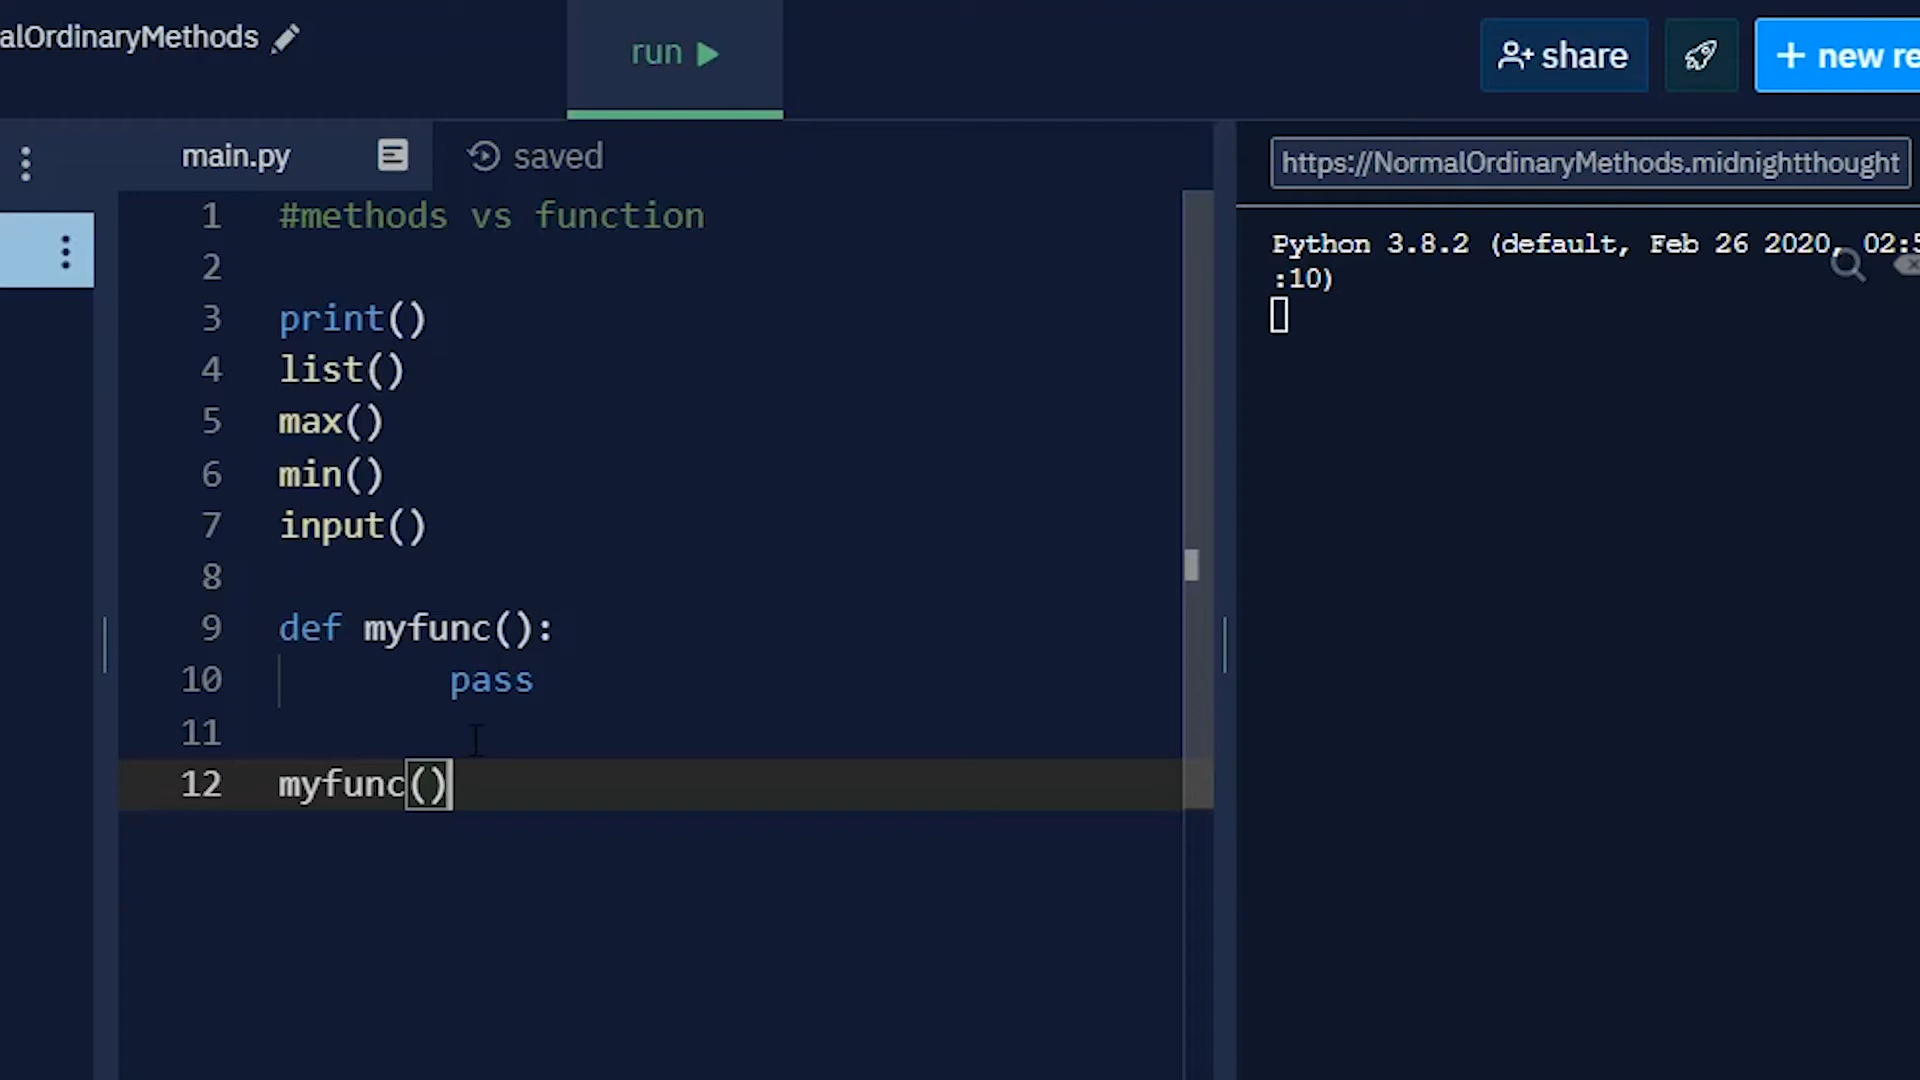 alOrdinaryMethods
run
share
+ new re
main.py
saved
https://NormalOrdinaryMethods.midnightthought
1 #methods vs function
2
3 print()
4 list()
5 max()
6 min()
7 input()
8
9 def myfunc():
10 pass
11
12 myfunc()
Python 3.8.2 (default, Feb 26 2020, 02:5
:10)